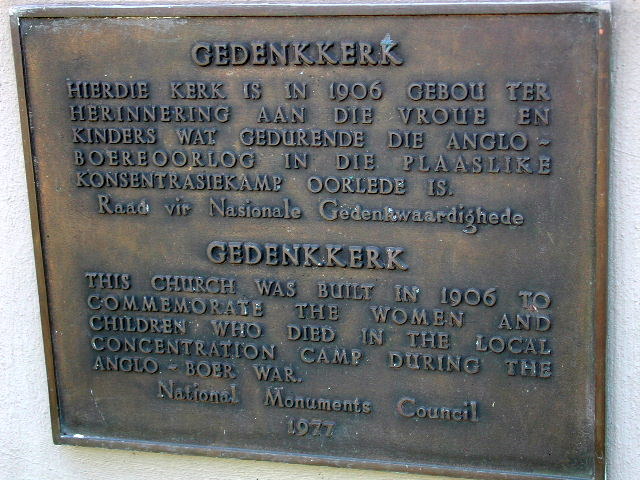 GEDENKKERK
HIERDIE KERK IS IN 1906 GEBOU TER
HERINNERING AAN DIE VROUE EN
KINDERS WAT GEDURENDE DIE ANGLO ~
BOEREOORLOG IN DIE PLAASLIKE
KONSENTRASIEKAMP OORLEDE IS.
Raad vir Nasionale Gedenkwaardighede
GEDENKKERK
THIS CHURCH WAS BUILT IN 1906 TO
COMMEMORATE THE WOMEN AND
CHILDREN WHO DIED IN THE LOCAL
CONCENTRATION CAMP DURING THE
ANGLO - BOER WAR.
National Monuments Council
1977